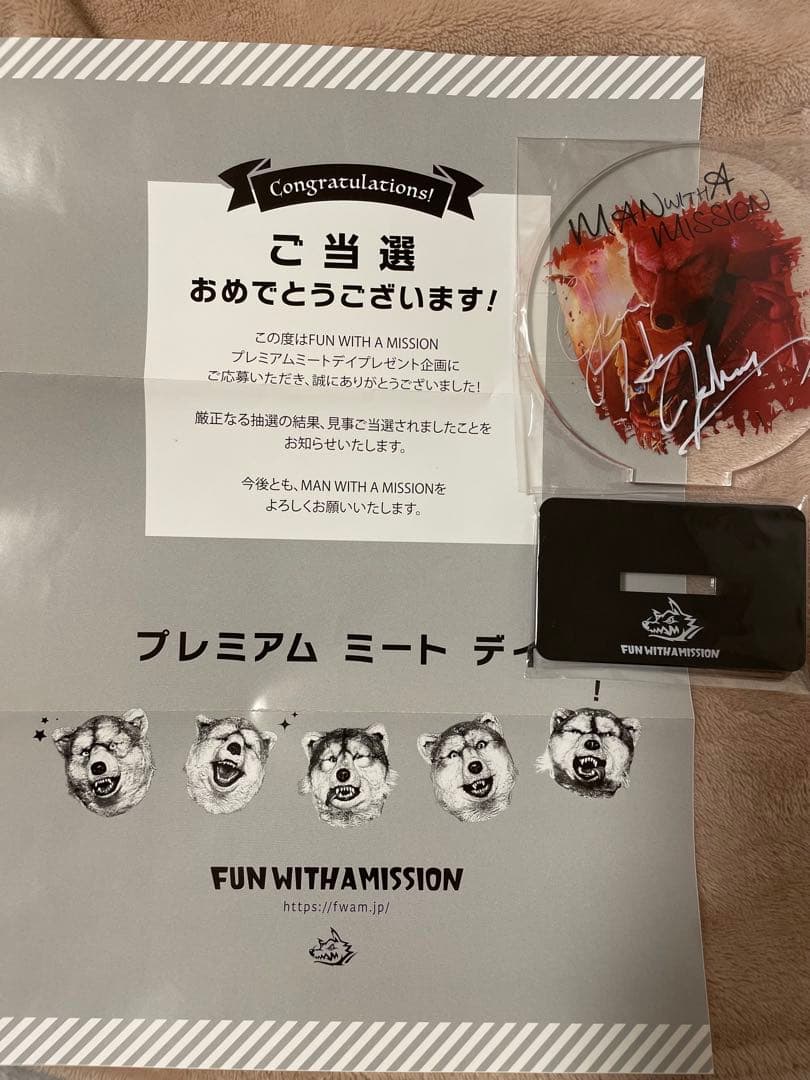 Congratulations!
ご当選
おめでとうございます!
この度はFUN WITH A MISSION
プレミアムミートデイプレゼント企画に
ご応募いただき、誠にありがとうございました!
厳正なる抽選の結果、見事ご当選されましたことを
お知らせいたします。
今後とも、MAN WITH A MISSIONを
よろしくお願いいたします。
MAN WITH A
MISSION
FUN WITH A MISSION
プレミアム ミート デイ
!
FUN WITH A MISSION
https://fwam.jp/